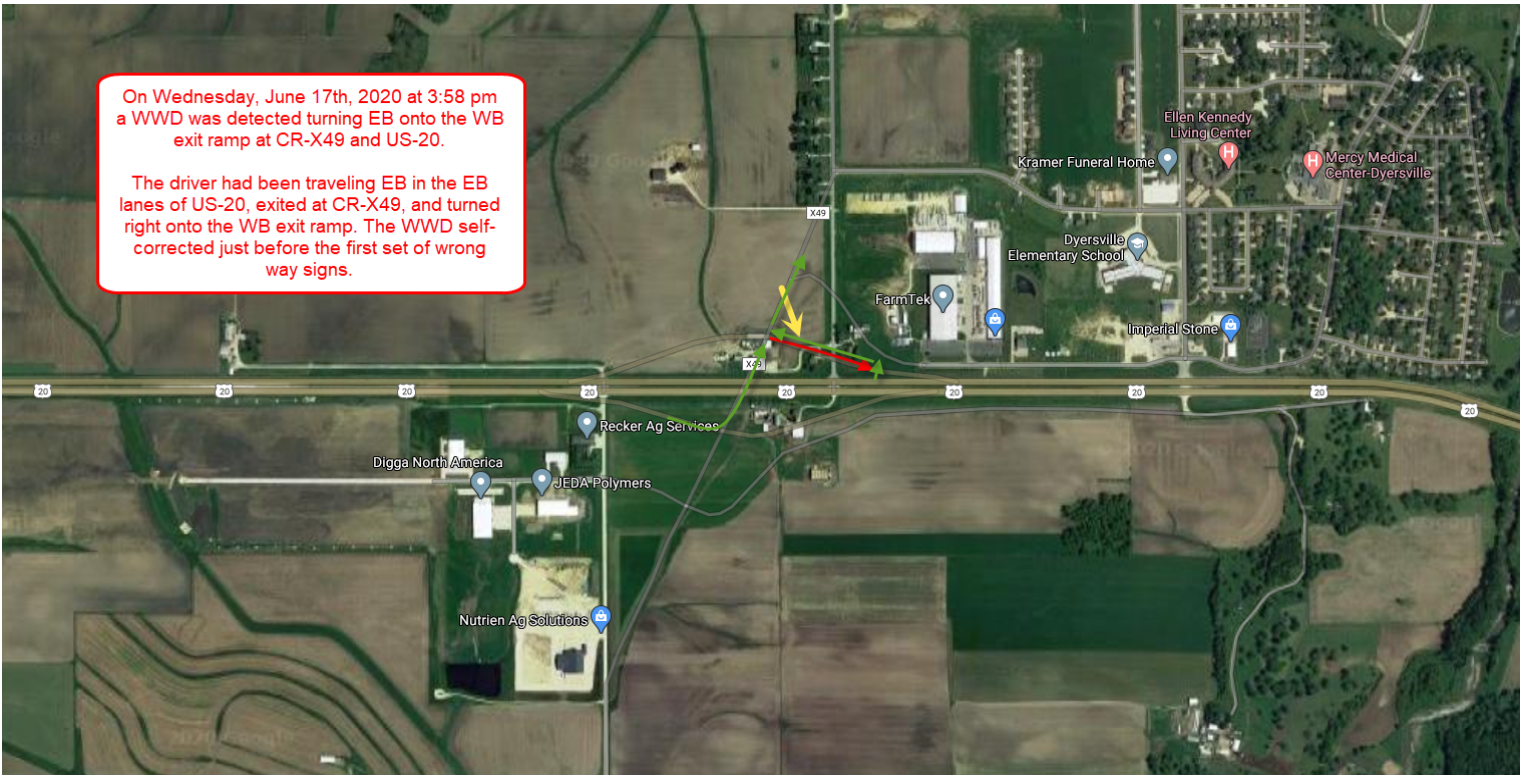 On Wednesday, June 17th, 2020 at 3:58 pm
a WWD was detected turning EB onto the WB
exit ramp at CR-X49 and US-20.
The driver had been traveling EB in the EB
lanes of US-20, exited at CR-X49, and turned
right onto the WB exit ramp. The WWD self-
corrected just before the first set of wrong
way signs.
Ellen Kennedy
Living Center
Kramer Funeral Home
H
H
Mercy Medical
Center-Dyersville
X49
Dyersville
Elementary School
FarmTek
Imperial Stone
X49
20
20
20
20
20
20
20
20
20
Recker Ag Services
Digga North America
JEDA Polymers
Nutrien Ag Solutions
2020 Google